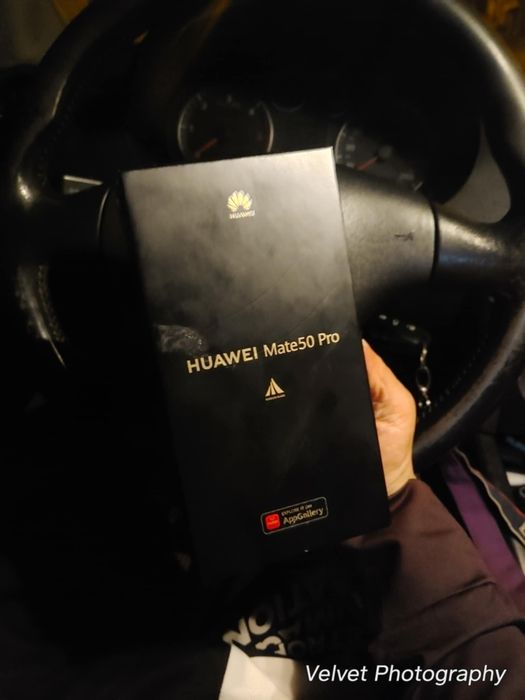 HUAWEI
HUAWEI Mate50 Pro
EXPLORE IT ON
AppGallery
Velvet Photography